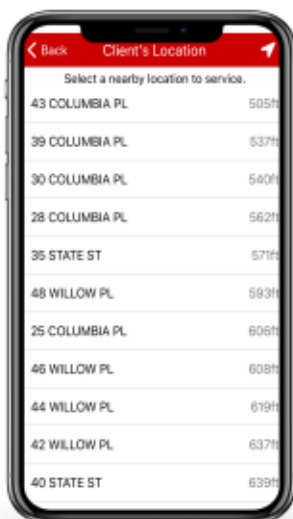 Back Client's Location
Select a nearby location to service.
43 COLUMBIA PL 505ft
39 COLUMBIA PL 537ft
30 COLUMBIA PL 540ft
28 COLUMBIA PL 562ft
35 STATE ST 571ft
48 WILLOW PL 593ft
25 COLUMBIA PL 606ft
46 WILLOW PL 608ft
44 WILLOW PL 619ft
42 WILLOW PL 637ft
40 STATE ST 639ft